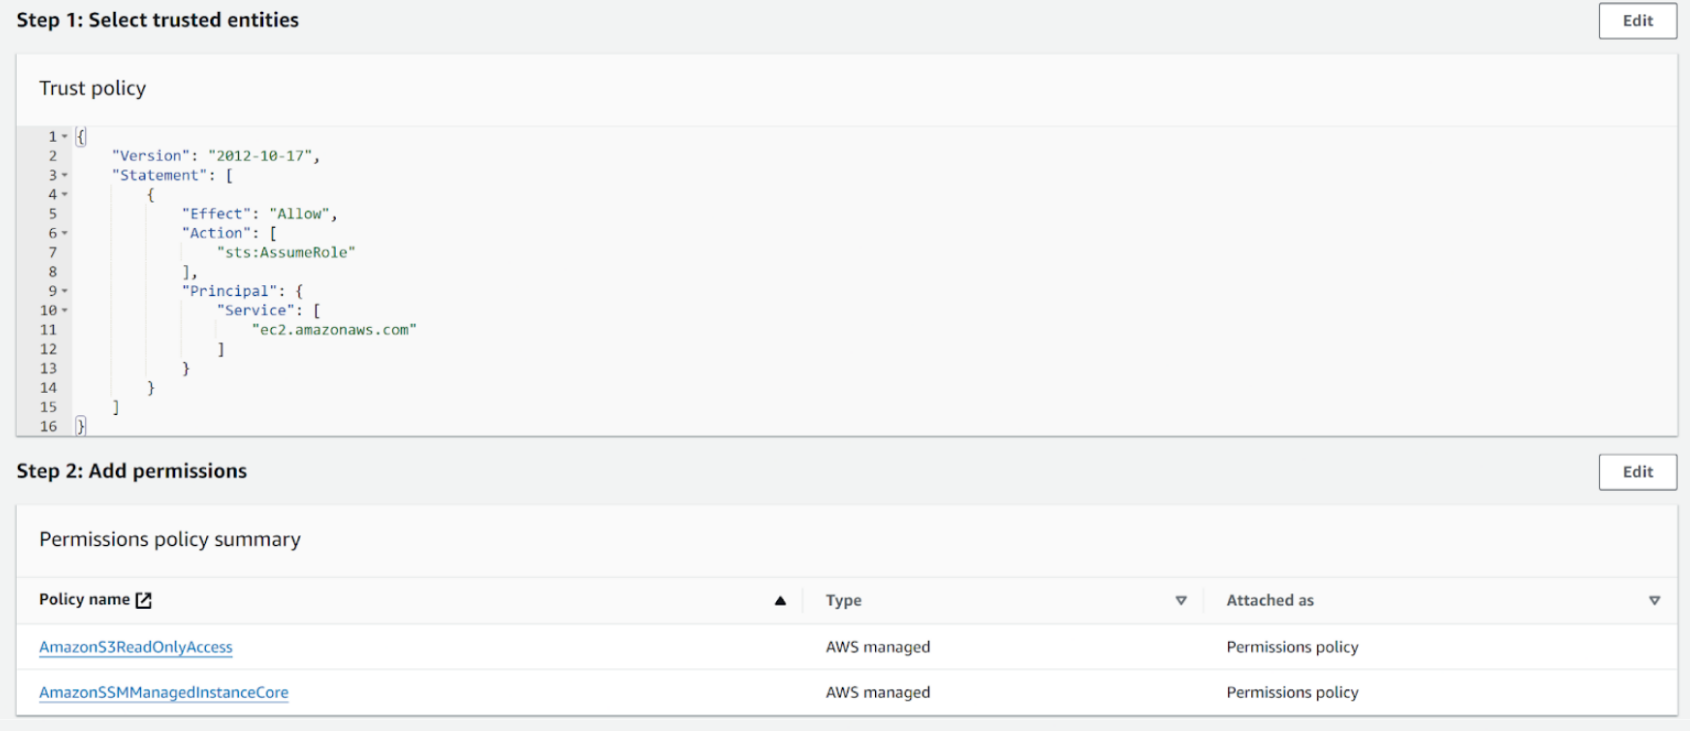 Step 1: Select trusted entities
Edit
Trust policy
1 {
2 "Version": "2012-10-17",
3 "Statement": [
4 {
5 "Effect": "Allow",
6 "Action": [
7 "sts:AssumeRole"
8 ],
9 "Principal": {
10 "Service": [
11 "ec2.amazonaws.com"
12 ]
13 }
14 }
15 ]
16 }
Step 2: Add permissions
Edit
Permissions policy summary
Policy name Type Attached as
AmazonS3ReadOnlyAccess AWS managed Permissions policy
AmazonSSMManagedInstanceCore AWS managed Permissions policy